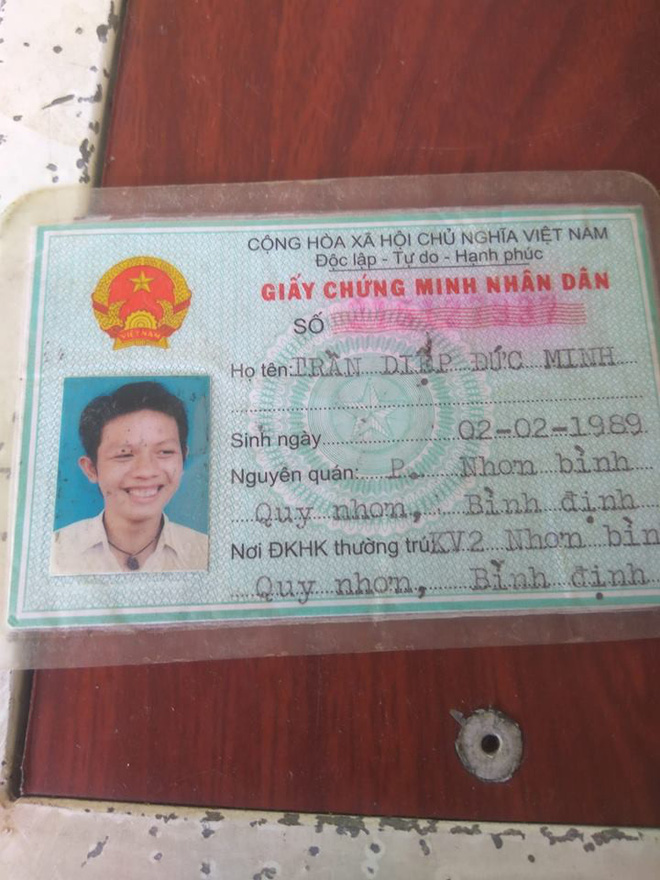 CỘNG HÒA XÃ HỘI CHỦ NGHĨA VIỆT NAM
Độc lập - Tự do - Hạnh phúc
GIẤY CHỨNG MINH NHÂN DÂN
SỐ
Họ tên: TRẦN DIỆP ĐỨC MINH
Sinh ngày 02-02-1989
Nguyên quán: P. Nhơn bình
Quy nhơn, Bình định
Nơi ĐKHK thường trú: KV2 Nhơn bìn
Quy nhơn, Bình định
VIỆT NAM